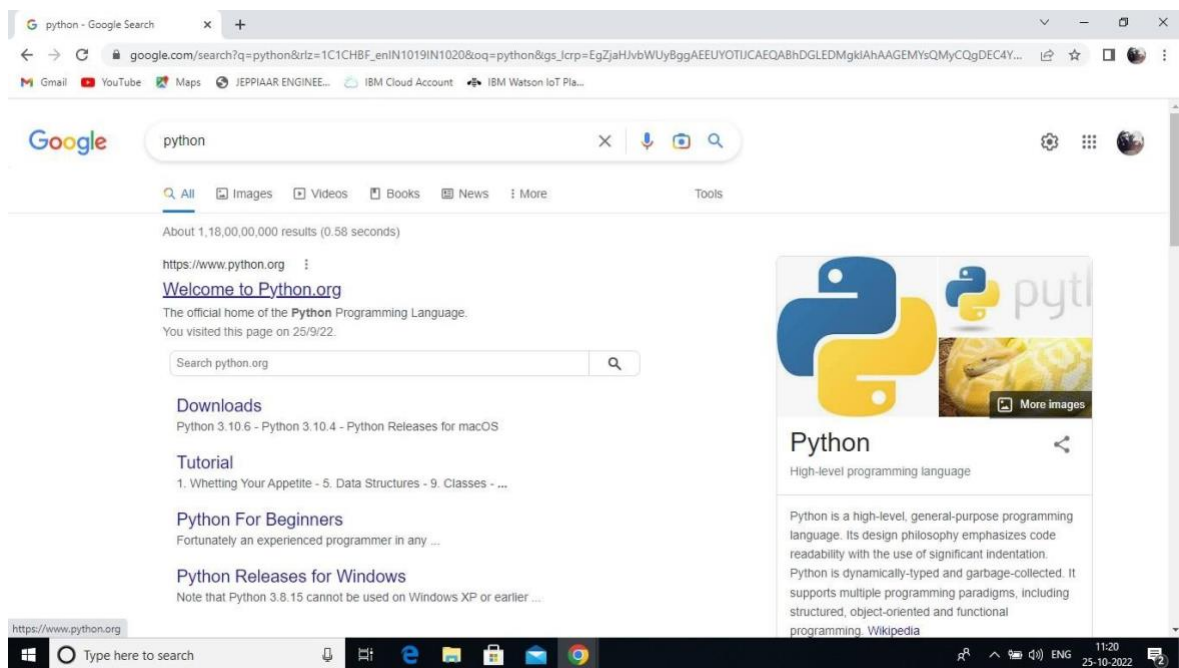 python - Google Search
google.com/search?q=python&rlz=1C1CHBF_enIN1019IN1020&oq=python&gs_lcrp=EgZjaHJvbWUyBggAEEUYOTIJCAEQABhDGLEDMgkIAhAAGEMYsQMyCQgDEC4Y...
Gmail YouTube Maps JEPPIAAR ENGINEE... IBM Cloud Account IBM Watson IoT Pla...
Google
python
All Images Videos Books News More Tools
About 1,18,00,00,000 results (0.58 seconds)
https://www.python.org
Welcome to Python.org
The official home of the Python Programming Language.
You visited this page on 25/9/22.
Search python.org
Downloads
Python 3.10.6 - Python 3.10.4 - Python Releases for macOS
Tutorial
1. Whetting Your Appetite - 5. Data Structures - 9. Classes - ...
Python For Beginners
Fortunately an experienced programmer in any ...
Python Releases for Windows
Note that Python 3.8.15 cannot be used on Windows XP or earlier ...
pytl
More images
Python
High-level programming language
Python is a high-level, general-purpose programming
language. Its design philosophy emphasizes code
readability with the use of significant indentation.
Python is dynamically-typed and garbage-collected. It
supports multiple programming paradigms, including
structured, object-oriented and functional
programming. Wikipedia
https://www.python.org
Type here to search
ENG
11:20
25-10-2022
2